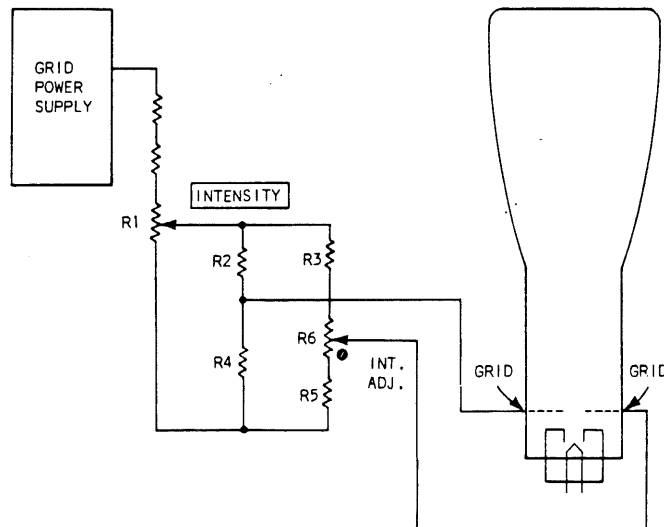 GRID
POWER
SUPPLY
INTENSITY
R1
R2
R3
R4
R6
INT.
ADJ.
R5
GRID
GRID